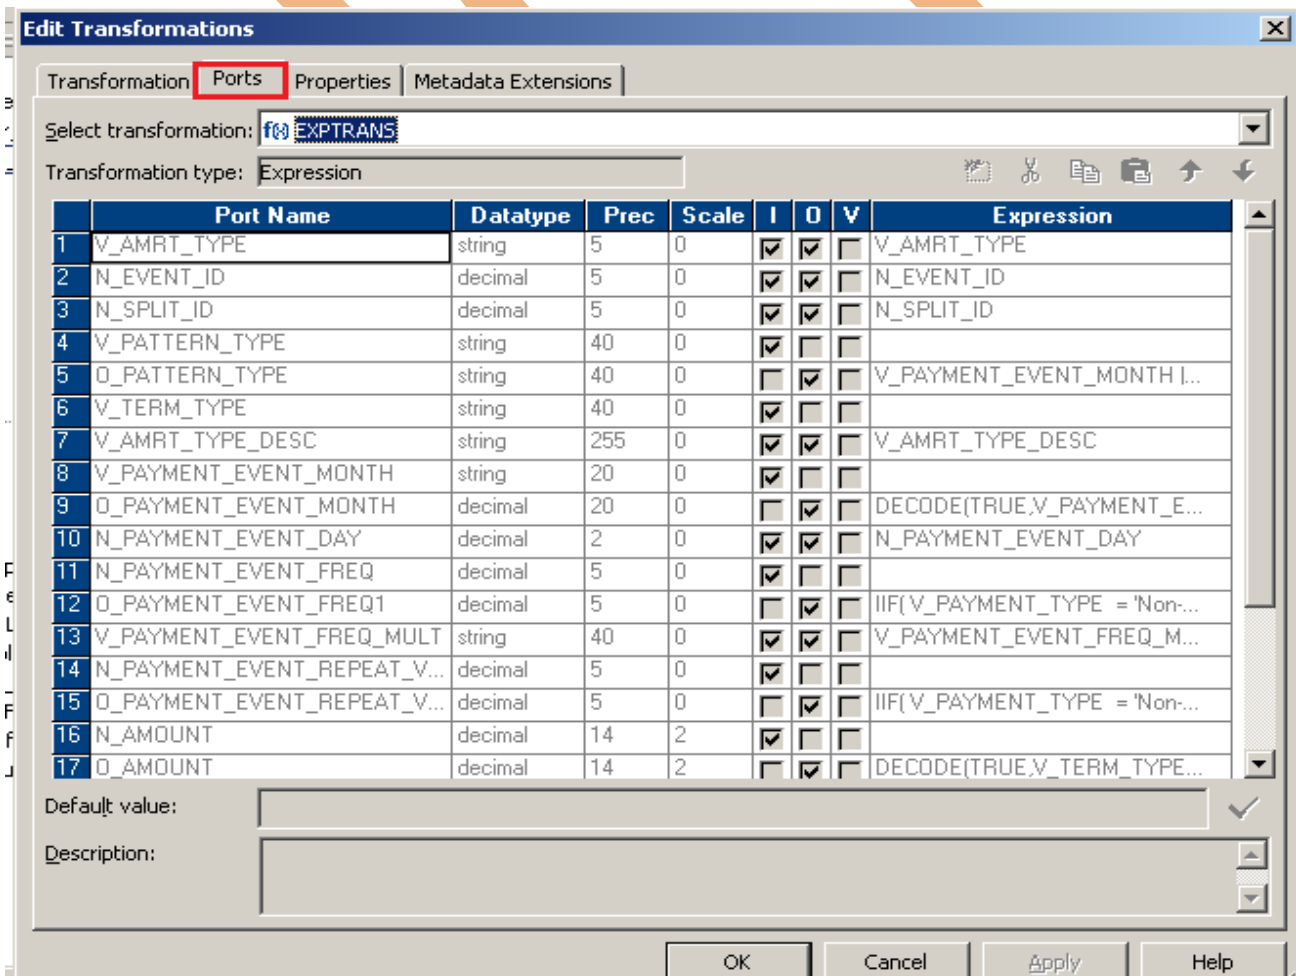 Edit Transformations
Transformation Ports Properties Metadata Extensions
Select transformation: f(x) EXPTRANS
Transformation type: Expression
Port Name Datatype Prec Scale I O V Expression
1 V_AMRT_TYPE string 5 0 V_AMRT_TYPE
2 N_EVENT_ID decimal 5 0 N_EVENT_ID
3 N_SPLIT_ID decimal 5 0 N_SPLIT_ID
4 V_PATTERN_TYPE string 40 0
5 O_PATTERN_TYPE string 40 0 V_PAYMENT_EVENT_MONTH |...
6 V_TERM_TYPE string 40 0
7 V_AMRT_TYPE_DESC string 255 0 V_AMRT_TYPE_DESC
8 V_PAYMENT_EVENT_MONTH string 20 0
9 O_PAYMENT_EVENT_MONTH decimal 20 0 DECODE(TRUE,V_PAYMENT_E...
10 N_PAYMENT_EVENT_DAY decimal 2 0 N_PAYMENT_EVENT_DAY
11 N_PAYMENT_EVENT_FREQ decimal 5 0
12 O_PAYMENT_EVENT_FREQ1 decimal 5 0 IIF( V_PAYMENT_TYPE = 'Non-...
13 V_PAYMENT_EVENT_FREQ_MULT string 40 0 V_PAYMENT_EVENT_FREQ_M...
14 N_PAYMENT_EVENT_REPEAT_V... decimal 5 0
15 O_PAYMENT_EVENT_REPEAT_V... decimal 5 0 IIF( V_PAYMENT_TYPE = 'Non-...
16 N_AMOUNT decimal 14 2
17 O_AMOUNT decimal 14 2 DECODE(TRUE,V_TERM_TYPE...
Default value:
Description:
OK Cancel Apply Help